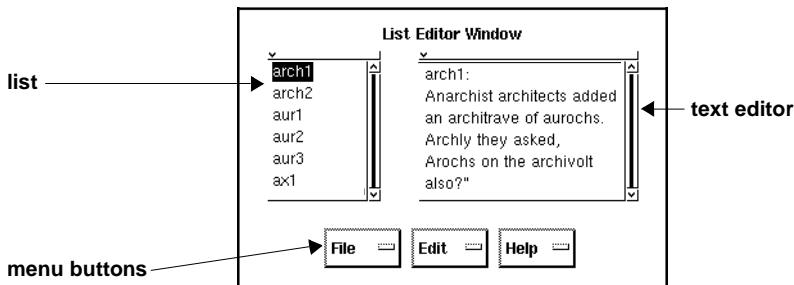 List Editor Window
list
arch1
arch2
aur1
aur2
aur3
ax1
arch1:
Anarchist architects added
an architrave of aurochs.
Archly they asked,
Arochs on the archivolt
also?"
text editor
menu buttons
File
Edit
Help